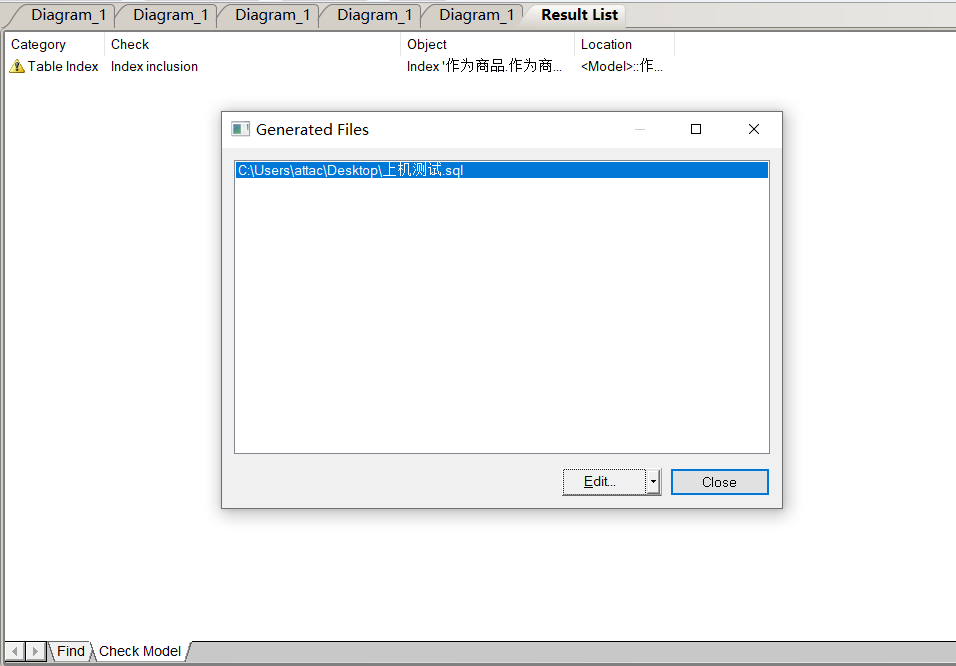 Diagram_1 Diagram_1 Diagram_1 Diagram_1 Diagram_1 Result List
Category Check Object Location
Table Index Index inclusion Index '作为商品.作为商... <Model>::作...
Generated Files
C:\Users\attac\Desktop\上机测试.sql
Edit... Close
Find Check Model